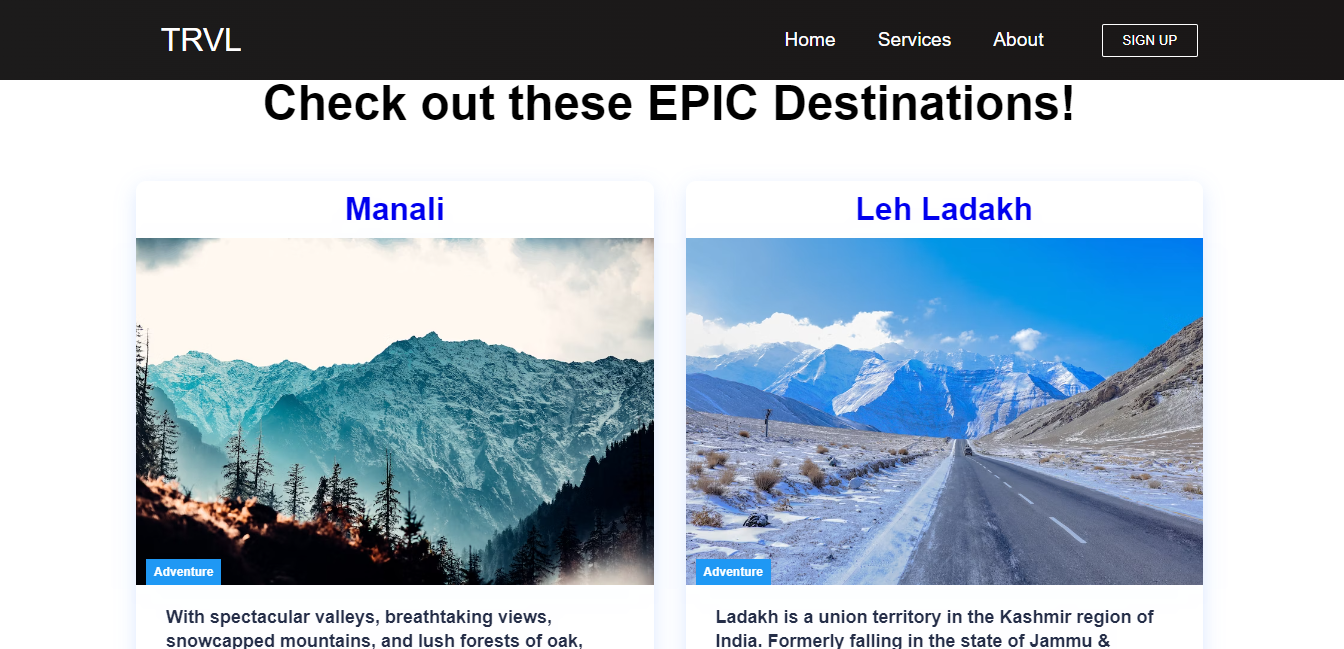 TRVL
Home
Services
About
SIGN UP
Check out these EPIC Destinations!
Manali
Leh Ladakh
Adventure
Adventure
With spectacular valleys, breathtaking views,
snowcapped mountains, and lush forests of oak,
Ladakh is a union territory in the Kashmir region of
India. Formerly falling in the state of Jammu &